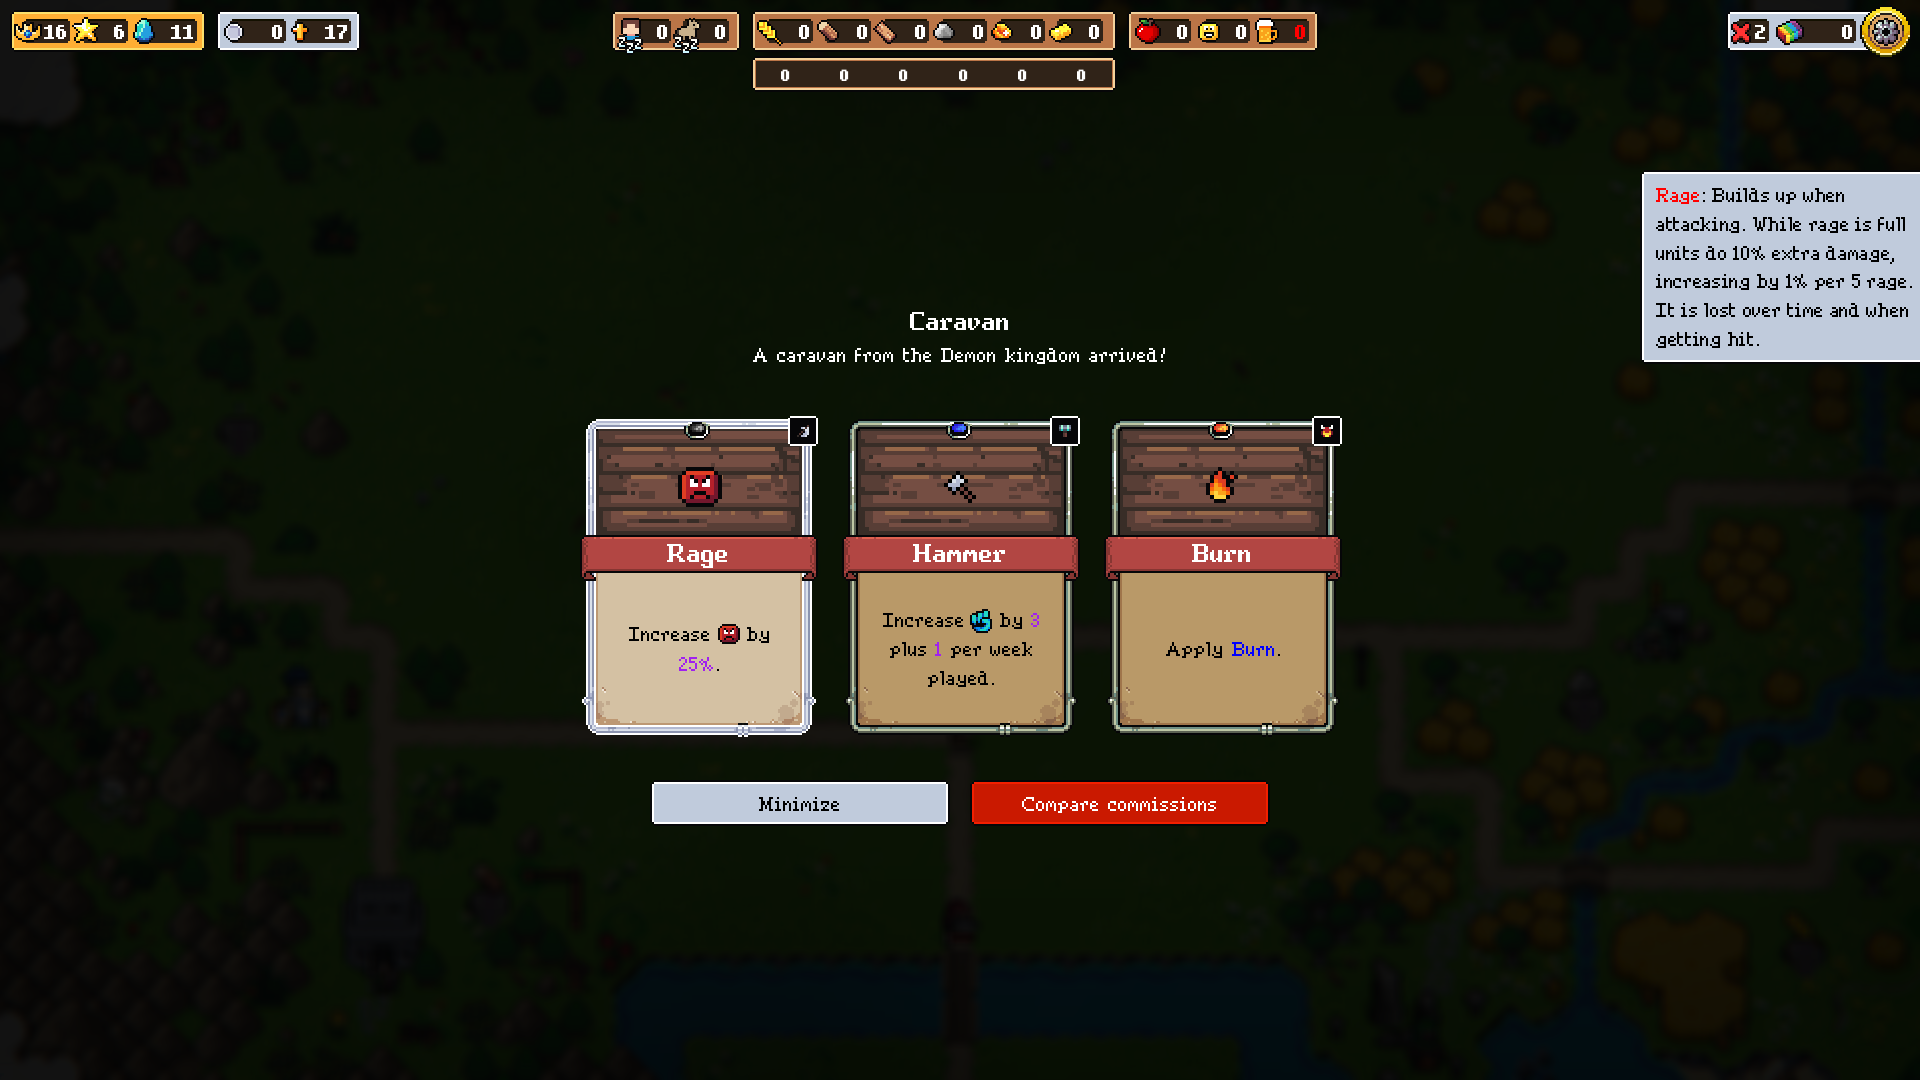 16 6 11 0 17 0 0 0 0 0 0 0 0 0 0 0 2 0
0 0 0 0 0 0
Rage: Builds up when
attacking. While rage is full
units do 10% extra damage,
increasing by 1% per 5 rage.
It is lost over time and when
getting hit.
Caravan
A caravan from the Demon kingdom arrived!
Rage
Increase by
25%.
Hammer
Increase by 3
plus 1 per week
played.
Burn
Apply Burn.
Minimize
Compare commissions